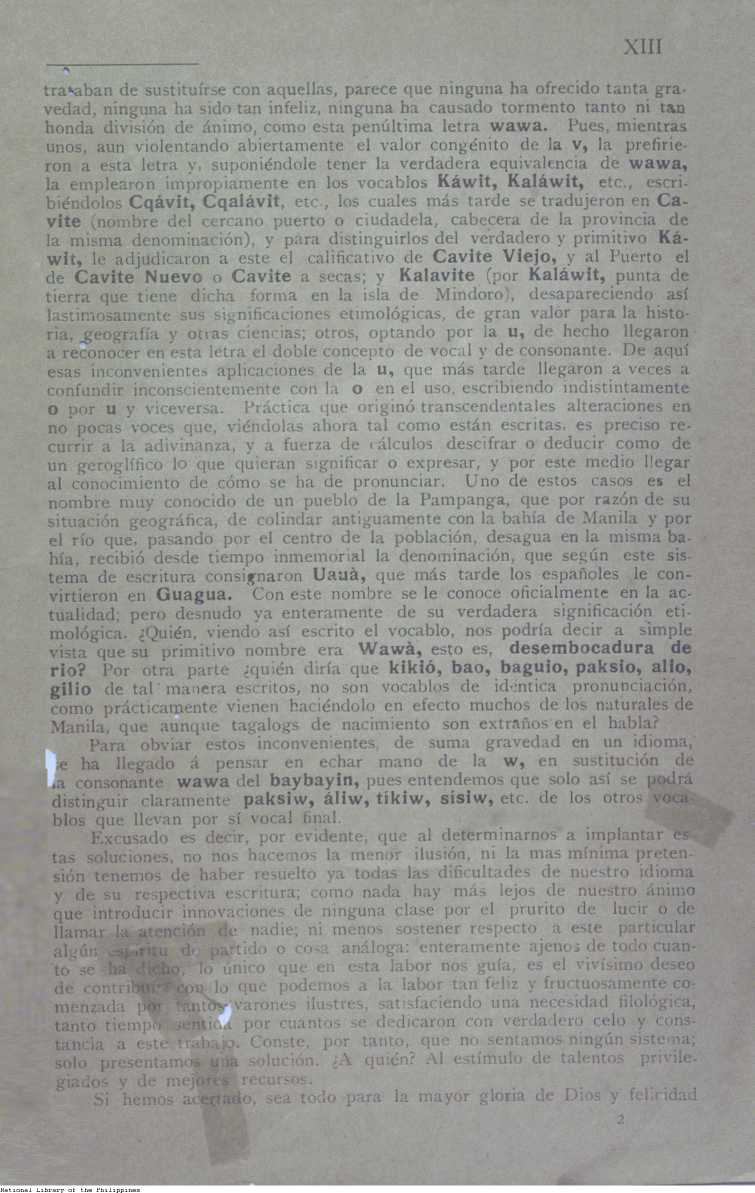 XIII
trataban de sustituírse con aquellas, parece que ninguna ha ofrecido tanta gra-
vedad, ninguna ha sido tan infeliz, ninguna ha causado tormento tanto ni tan
honda división de ánimo, como esta penúltima letra wawa. Pues, mientras
unos, aun violentando abiertamente el valor congénito de la v, la prefirie-
ron a esta letra y, suponiéndole tener la verdadera equivalencia de wawa,
la emplearon impropiamente en los vocablos Káwit, Kaláwit, etc., escri-
biéndolos Cqávit, Cqalávit, etc., los cuales más tarde se tradujeron en Ca-
vite (nombre del cercano puerto o ciudadela, cabecera de la provincia de
la misma denominación), y para distinguirlos del verdadero y primitivo Ká-
wit, le adjudicaron a este el calificativo de Cavite Viejo, y al Puerto el
de Cavite Nuevo o Cavite a secas; y Kalavite (por Kaláwit, punta de
tierra que tiene dicha forma en la isla de Mindoro), desapareciendo así
lastimosamente sus significaciones etimológicas, de gran valor para la histo-
ria, geografía y otras ciencias; otros, optando por la u, de hecho llegaron
a reconocer en esta letra el doble concepto de vocal y de consonante. De aquí
esas inconvenientes aplicaciones de la u, que más tarde llegaron a veces a
confundir inconscientemente con la o en el uso, escribiendo indistintamente
o por u y viceversa. Práctica que originó transcendentales alteraciones en
no pocas voces que, viéndolas ahora tal como están escritas, es preciso re-
currir a la adivinanza, y a fuerza de cálculos descifrar o deducir como de
un geroglífico lo que quieran significar o expresar, y por este medio llegar
al conocimiento de cómo se ha de pronunciar. Uno de estos casos es el
nombre muy conocido de un pueblo de la Pampanga, que por razón de su
situación geográfica, de colindar antiguamente con la bahía de Manila y por
el río que, pasando por el centro de la población, desagua en la misma ba-
hía, recibió desde tiempo inmemorial la denominación, que según este sis-
tema de escritura consignaron Uauà, que más tarde los españoles le con-
virtieron en Guagua. Con este nombre se le conoce oficialmente en la ac-
tualidad; pero desnudo ya enteramente de su verdadera significación eti-
mológica. ¿Quién, viendo así escrito el vocablo, nos podría decir a simple
vista que su primitivo nombre era Wawà, esto es, desembocadura de
rio? Por otra parte ¿quién diría que kikió, bao, baguio, paksio, alio,
gilio de tal manera escritos, no son vocablos de idéntica pronunciación,
como prácticamente vienen haciéndolo en efecto muchos de los naturales de
Manila, que aunque tagalogs de nacimiento son extraños en el habla?
Para obviar estos inconvenientes, de suma gravedad en un idioma,
se ha llegado á pensar en echar mano de la w, en sustitución de
la consonante wawa del baybayin, pues entendemos que solo así se podrá
distinguir claramente paksiw, áliw, tikiw, sisiw, etc. de los otros voca-
blos que llevan por sí vocal final.
Excusado es decir, por evidente, que al determinarnos a implantar es-
tas soluciones, no nos hacemos la menor ilusión, ni la mas mínima preten-
sión tenemos de haber resuelto ya todas las dificultades de nuestro idioma
y de su respectiva escritura; como nada hay más lejos de nuestro ánimo
que introducir innovaciones de ninguna clase por el prurito de lucir o de
llamar la atención de nadie; ni menos sostener respecto a este particular
algún espíritu de partido o cosa análoga: enteramente ajenos de todo cuan-
to se ha dicho, lo único que en esta labor nos guía, es el vivísimo deseo
de contribuir con lo que podemos a la labor tan feliz y fructuosamente co-
menzada por tantos varones ilustres, satisfaciendo una necesidad filológica,
tanto tiempo sentida por cuantos se dedicaron con verdadero celo y cons-
tancia a este trabajo. Conste, por tanto, que no sentamos ningún sistema;
solo presentamos una solución. ¿A quién? Al estímulo de talentos privile-
giados y de mejores recursos.
Si hemos acertado, sea todo para la mayor gloria de Dios y felicidad
2
National Library of the Philippines